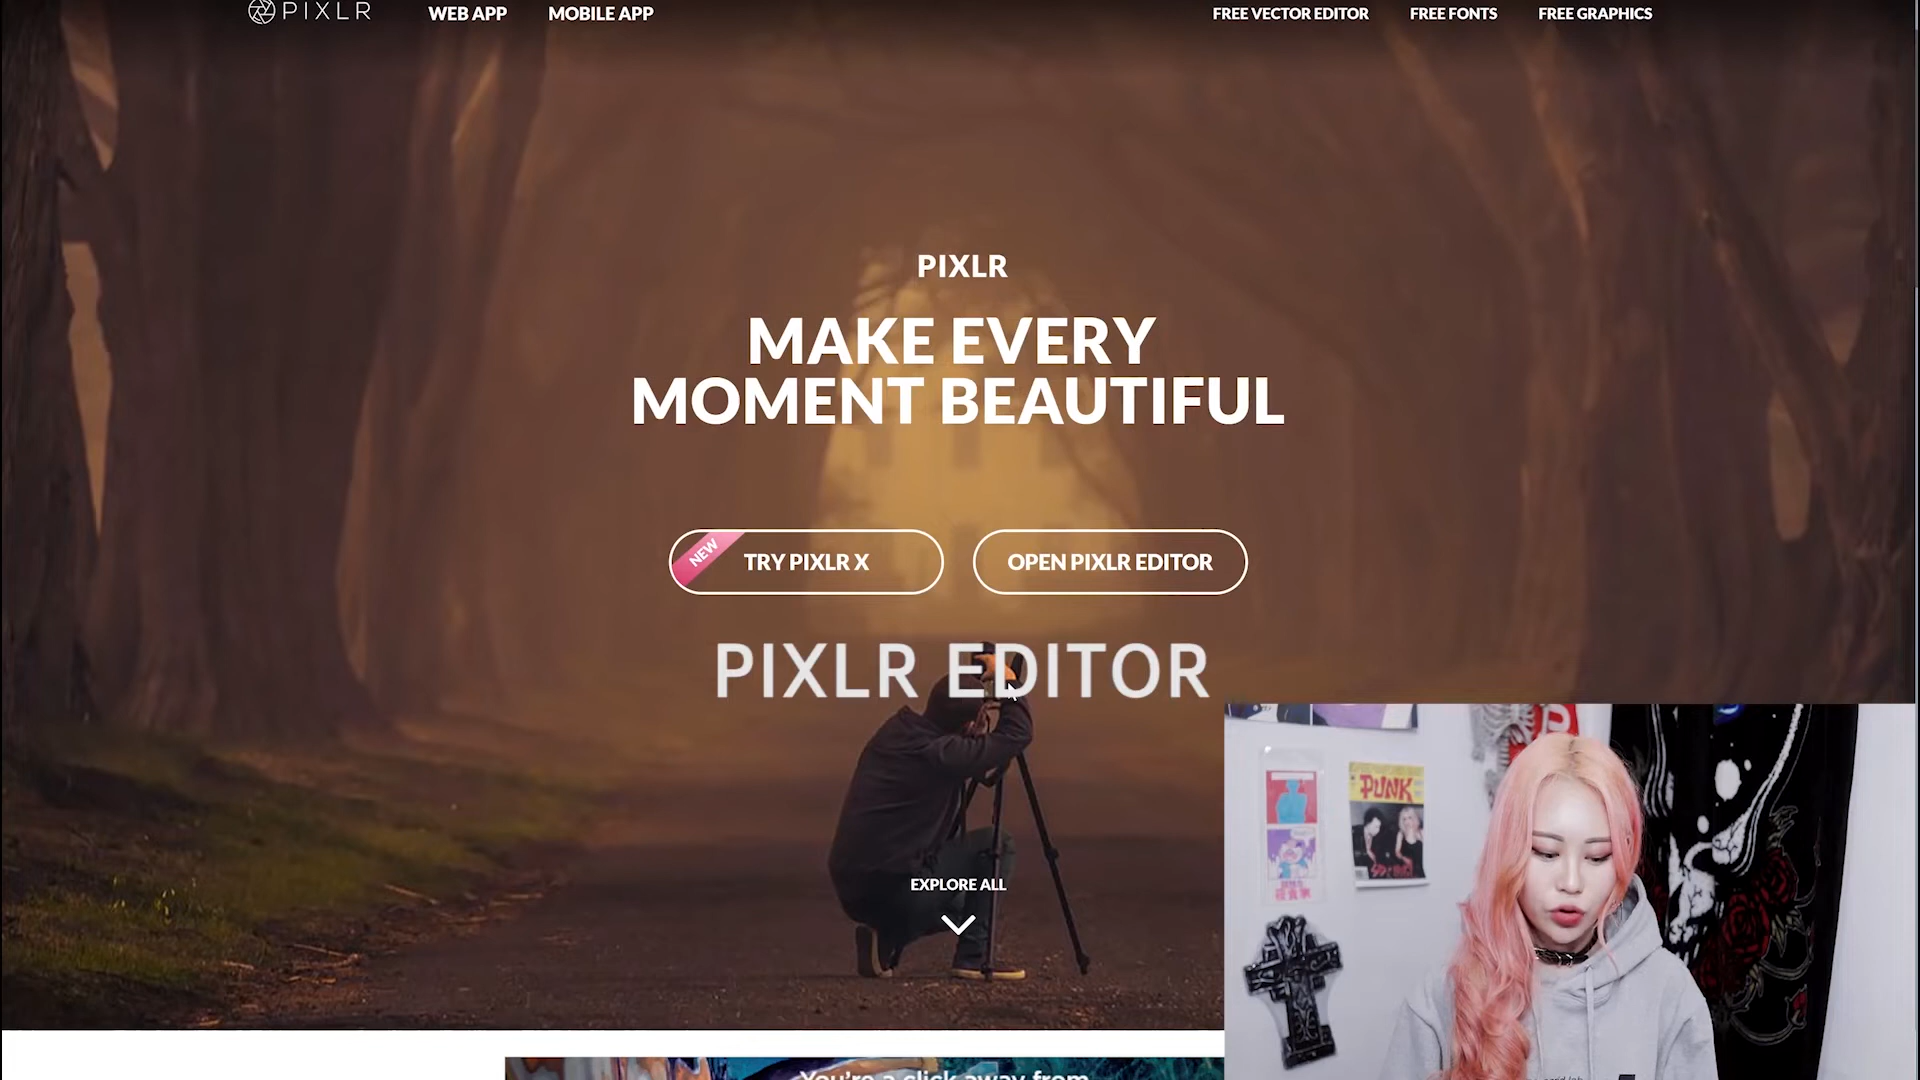 PIXLR
WEB APP
MOBILE APP
FREE VECTOR EDITOR
FREE FONTS
FREE GRAPHICS
PIXLR
MAKE EVERY
MOMENT BEAUTIFUL
NEW
TRY PIXLR X
OPEN PIXLR EDITOR
PIXLR EDITOR
EXPLORE ALL
You're a click away from
PUNK